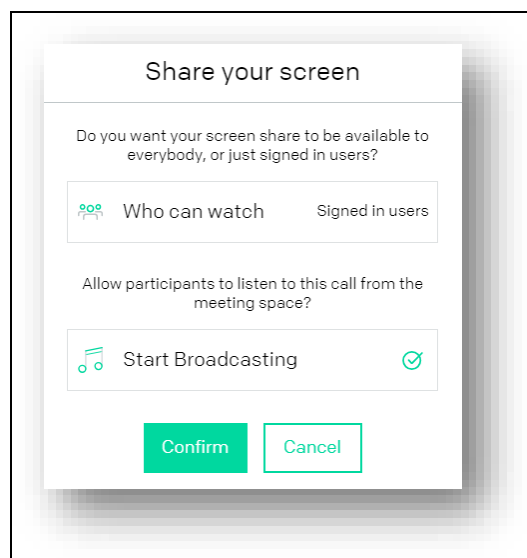 Share your screen
Do you want your screen share to be available to
everybody, or just signed in users?
Who can watch Signed in users
Allow participants to listen to this call from the
meeting space?
Start Broadcasting
Confirm Cancel